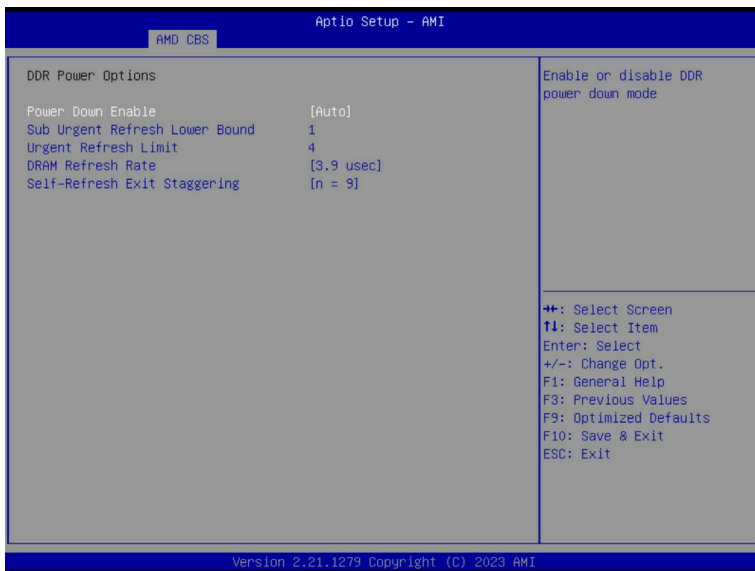 Aptio Setup – AMI
AMD CBS
DDR Power Options
Power Down Enable [Auto]
Sub Urgent Refresh Lower Bound 1
Urgent Refresh Limit 4
DRAM Refresh Rate [3.9 usec]
Self-Refresh Exit Staggering [n = 9]
Enable or disable DDR
power down mode
→←: Select Screen
↑↓: Select Item
Enter: Select
+/-: Change Opt.
F1: General Help
F3: Previous Values
F9: Optimized Defaults
F10: Save & Exit
ESC: Exit
Version 2.21.1279 Copyright (C) 2023 AMI